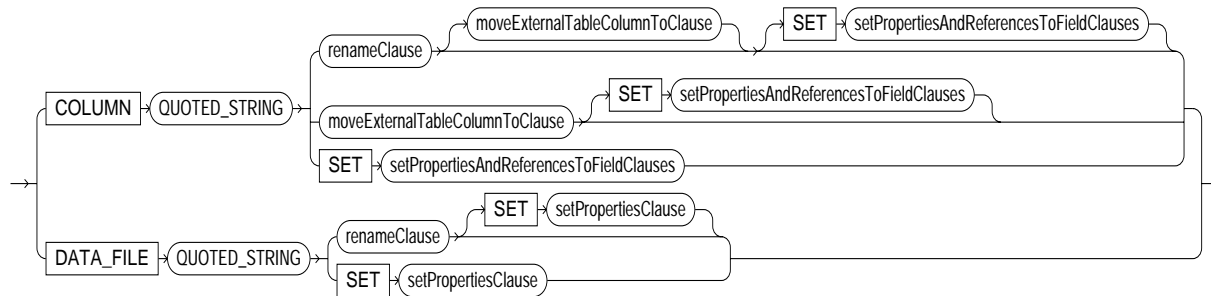 moveExternalTableColumnToClause SET setPropertiesAndReferencesToFieldClauses
renameClause
SET setPropertiesAndReferencesToFieldClauses
COLUMN QUOTED_STRING
moveExternalTableColumnToClause
SET setPropertiesAndReferencesToFieldClauses
SET setPropertiesClause
renameClause
DATA_FILE QUOTED_STRING
SET setPropertiesClause